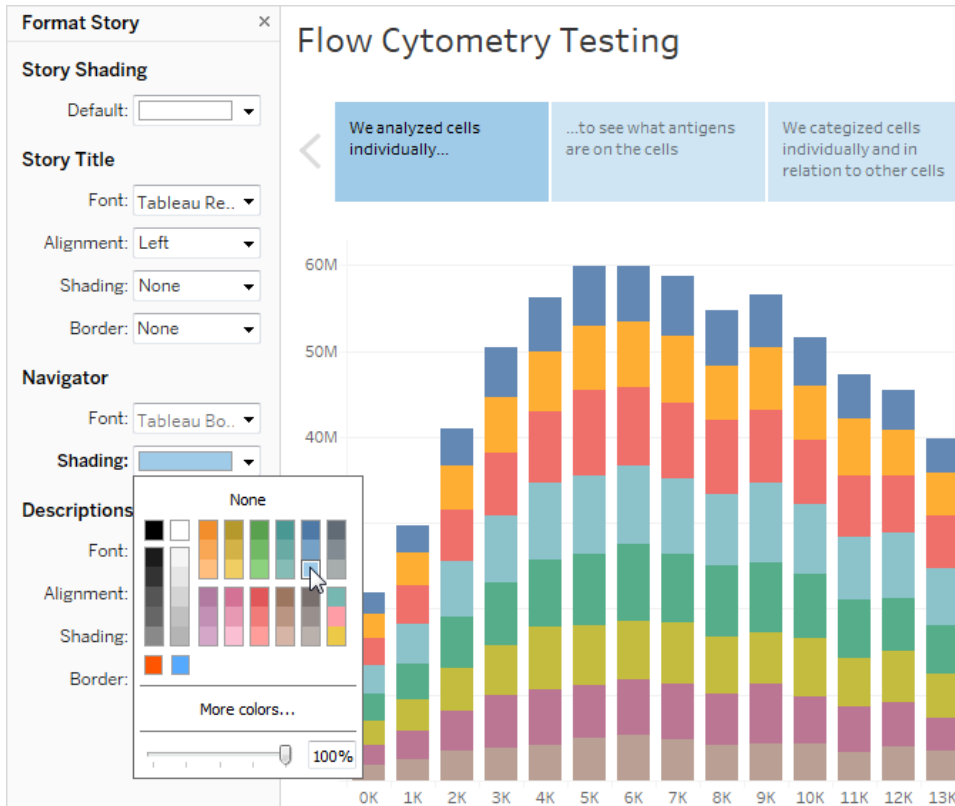 Format Story ×
Story Shading
Default:
Story Title
Font: Tableau Re..
Alignment: Left
Shading: None
Border: None
Navigator
Font: Tableau Bo..
Shading:
None
Descriptions
Font:
Alignment:
Shading:
Border:
More colors...
100%
Flow Cytometry Testing
We analyzed cells
individually...
...to see what antigens
are on the cells
We categized cells
individually and in
relation to other cells
60M
50M
40M
0K 1K 2K 3K 4K 5K 6K 7K 8K 9K 10K 11K 12K 13K